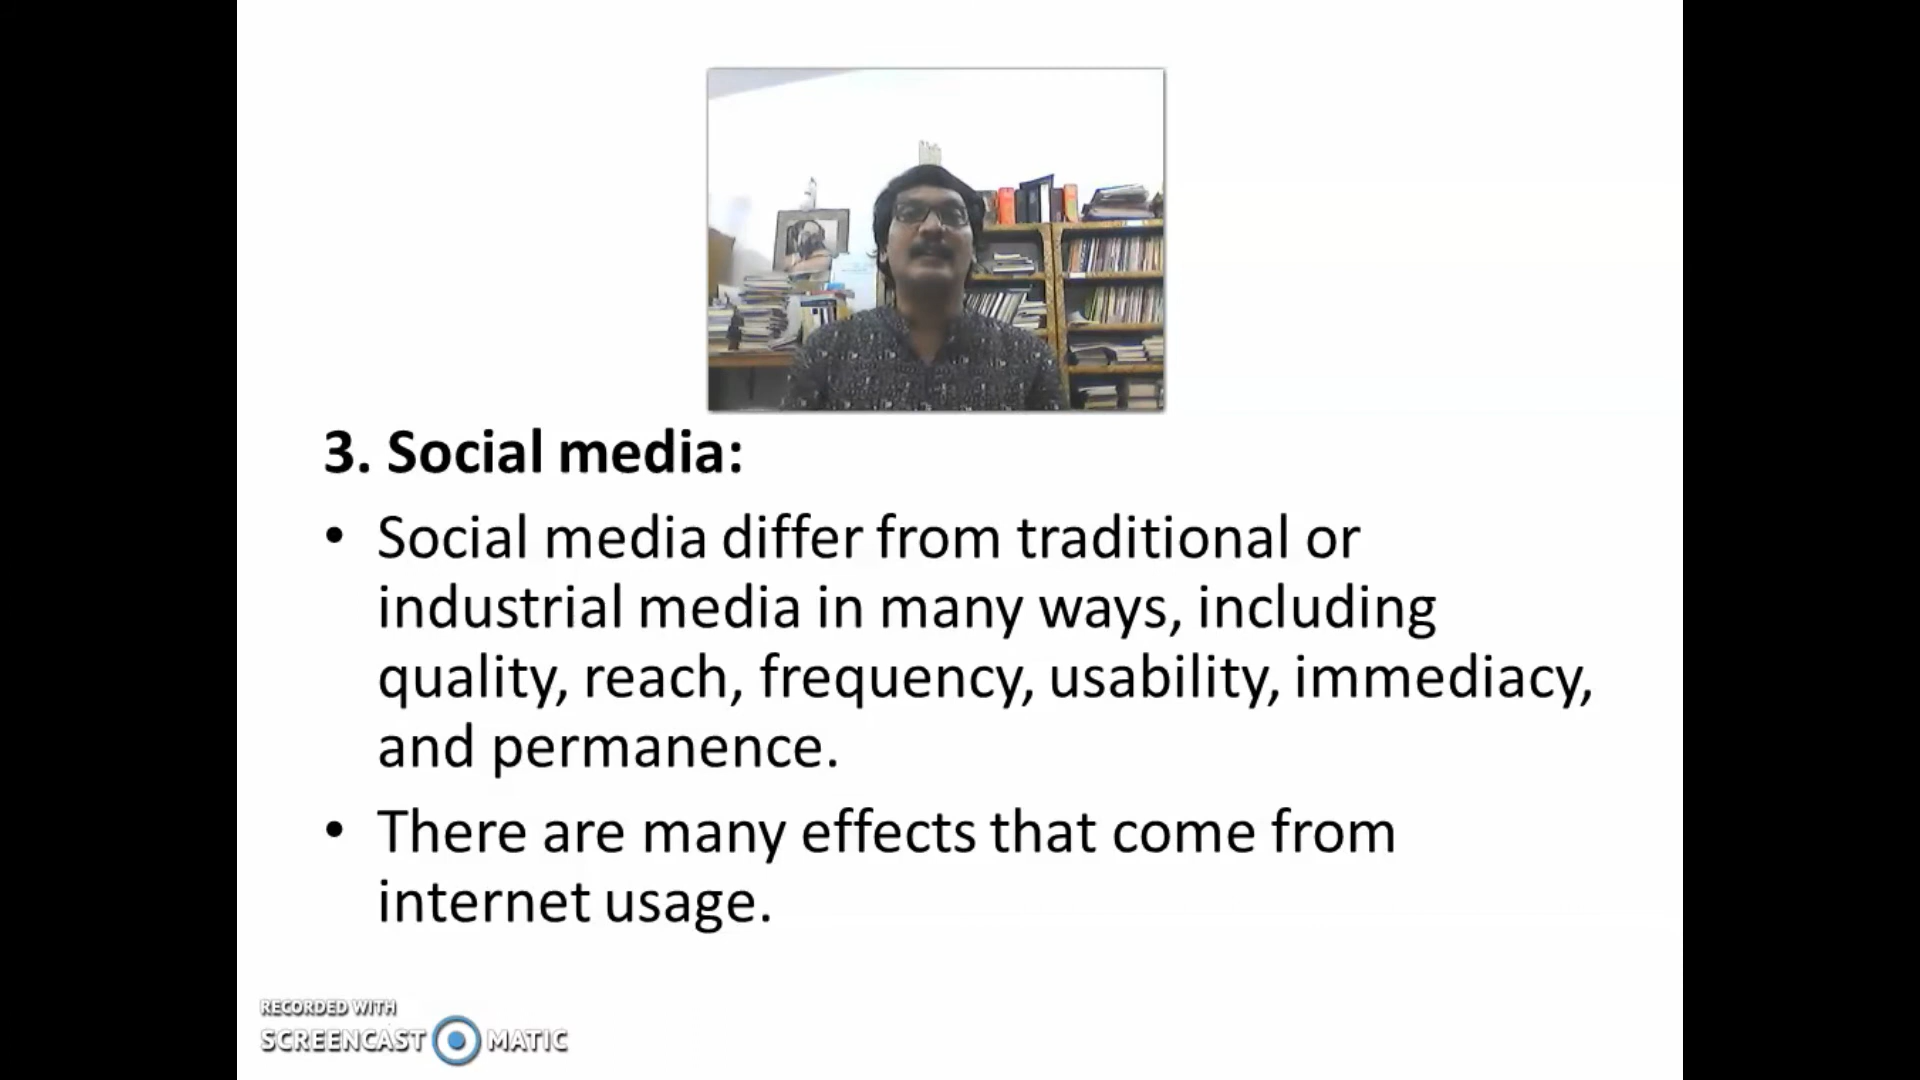 3. Social media:
• Social media differ from traditional or
industrial media in many ways, including
quality, reach, frequency, usability, immediacy,
and permanence.
• There are many effects that come from
internet usage.
RECORDED WITH
SCREENCAST MATIC